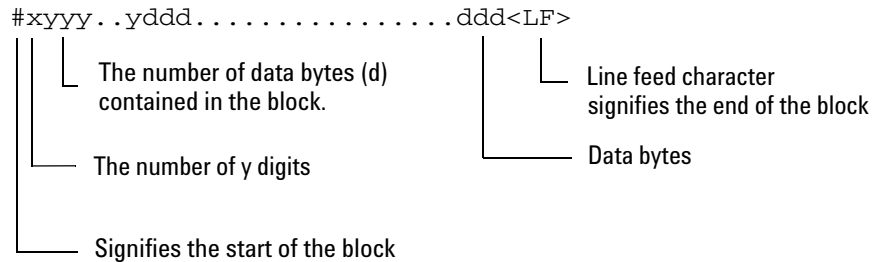 #xyyy..yddd.................ddd<LF>
The number of data bytes (d)
contained in the block.
Line feed character
signifies the end of the block
The number of y digits
Data bytes
Signifies the start of the block